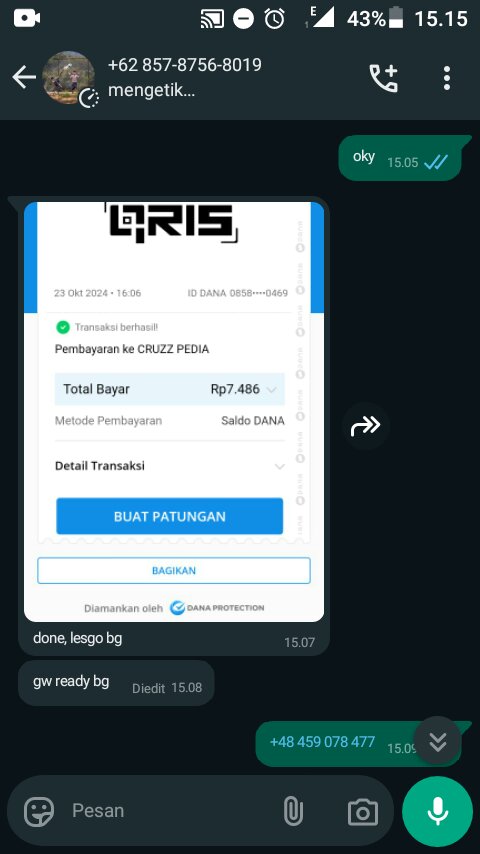 E
1
43%
15.15
+62 857-8756-8019
mengetik...
oky
15.05
QRIS
23 Okt 2024 • 16:06
ID DANA 0858••••0469
Transaksi berhasil!
Pembayaran ke CRUZZ PEDIA
Total Bayar
Rp7.486
Metode Pembayaran
Saldo DANA
Detail Transaksi
BUAT PATUNGAN
BAGIKAN
Diamankan oleh
DANA PROTECTION
done, lesgo bg
15.07
gw ready bg
Diedit 15.08
+48 459 078 477
15.09
Pesan